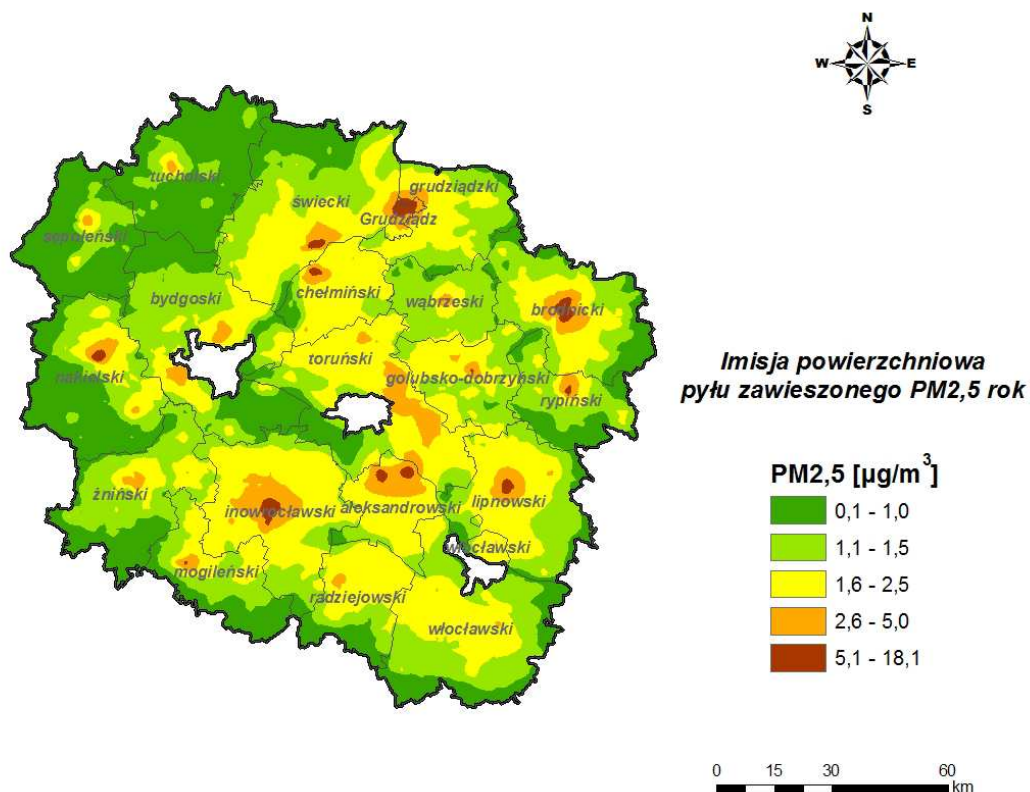 N
W E
S
tucholski
sępoleński
świecki
grudziądzki
Grudziądz
bydgoski
chełmiński
wąbrzeski
brodnicki
nakielski
toruński
golubsko-dobrzyński
rypiński
żniński
inowrocławski
aleksandrowski
lipnowski
włocławski
mogileński
radziejowski
włocławski
Imisja powierzchniowa
pyłu zawieszonego PM2,5 rok
PM2,5 [µg/m³]
0,1 - 1,0
1,1 - 1,5
1,6 - 2,5
2,6 - 5,0
5,1 - 18,1
0 15 30 60
km